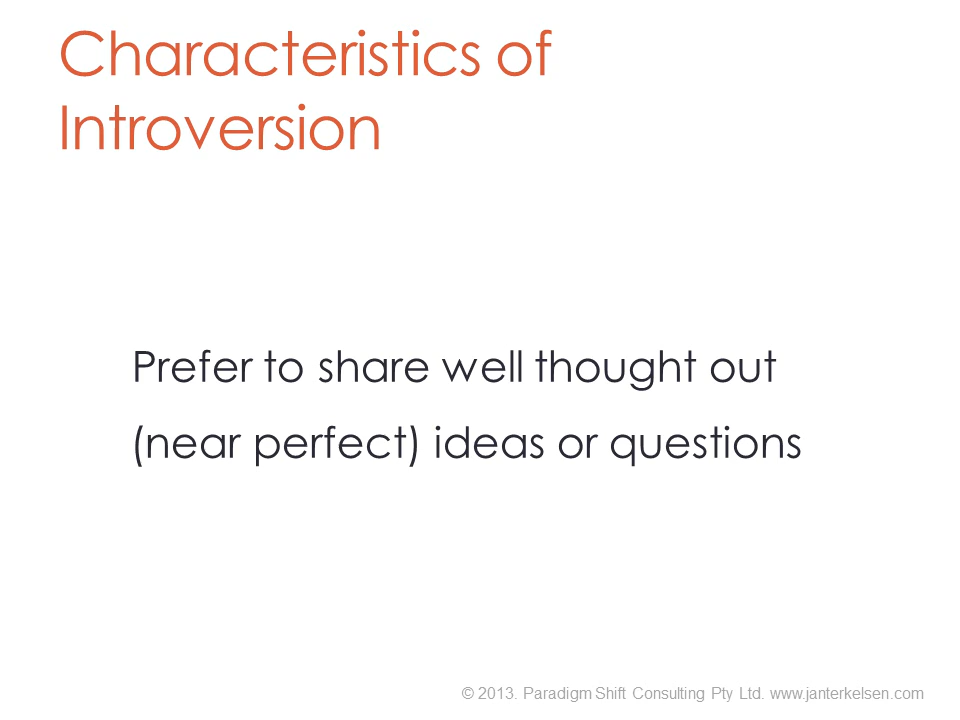 Characteristics of
Introversion
Prefer to share well thought out
(near perfect) ideas or questions
© 2013. Paradigm Shift Consulting Pty Ltd. www.janterkelsen.com